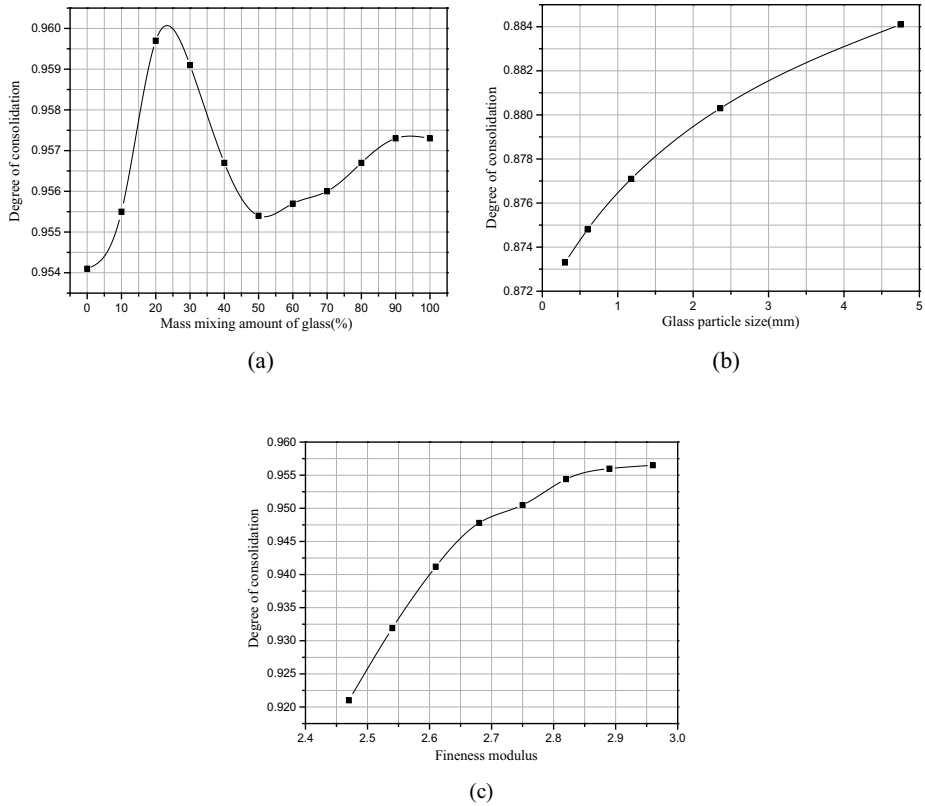 0.960
0.959
0.958
0.957
0.956
0.955
0.954
Degree of consolidation
0 10 20 30 40 50 60 70 80 90 100
Mass mixing amount of glass(%)
(a)
0.884
0.882
0.880
0.878
0.876
0.874
0.872
Degree of consolidation
0 1 2 3 4 5
Glass particle size(mm)
(b)
0.960
0.955
0.950
0.945
0.940
0.935
0.930
0.925
0.920
Degree of consolidation
2.4 2.5 2.6 2.7 2.8 2.9 3.0
Fineness modulus
(c)